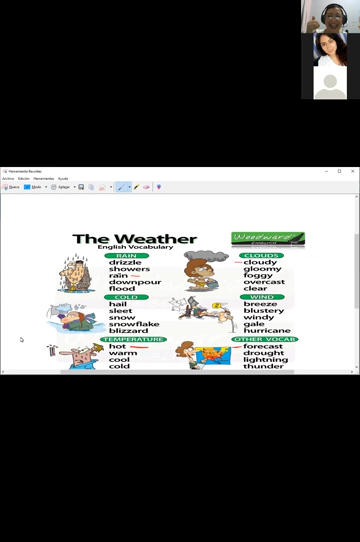 Herramienta Recortes
Archivo Edición Herramientas Ayuda
Nuevo Modo Aplazar
The Weather
English Vocabulary
Woodward
ENGLISH
RAIN
drizzle
showers
rain
downpour
flood
CLOUDS
cloudy
gloomy
foggy
overcast
clear
COLD
hail
sleet
snow
snowflake
blizzard
WIND
breeze
blustery
windy
gale
hurricane
TEMPERATURE
hot
warm
cool
cold
OTHER VOCAB
forecast
drought
lightning
thunder